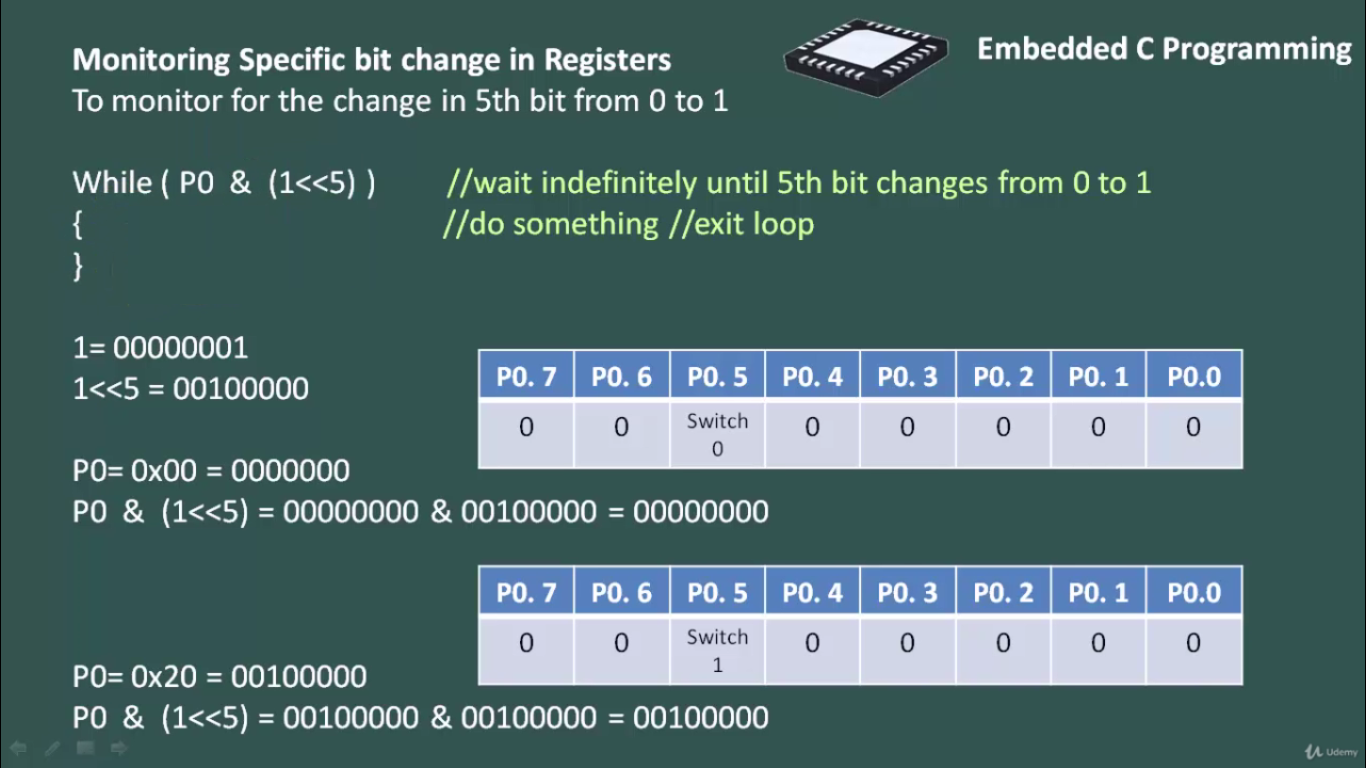 Monitoring Specific bit change in Registers
Embedded C Programming
To monitor for the change in 5th bit from 0 to 1
While ( P0 & (1<<5) ) //wait indefinitely until 5th bit changes from 0 to 1
{ //do something //exit loop
}
1= 00000001
1<<5 = 00100000
P0. 7 P0. 6 P0. 5 P0. 4 P0. 3 P0. 2 P0. 1 P0.0
0 0 Switch 0 0 0 0 0 0
P0= 0x00 = 0000000
P0 & (1<<5) = 00000000 & 00100000 = 00000000
P0. 7 P0. 6 P0. 5 P0. 4 P0. 3 P0. 2 P0. 1 P0.0
0 0 Switch 1 0 0 0 0 0
P0= 0x20 = 00100000
P0 & (1<<5) = 00100000 & 00100000 = 00100000
Udemy